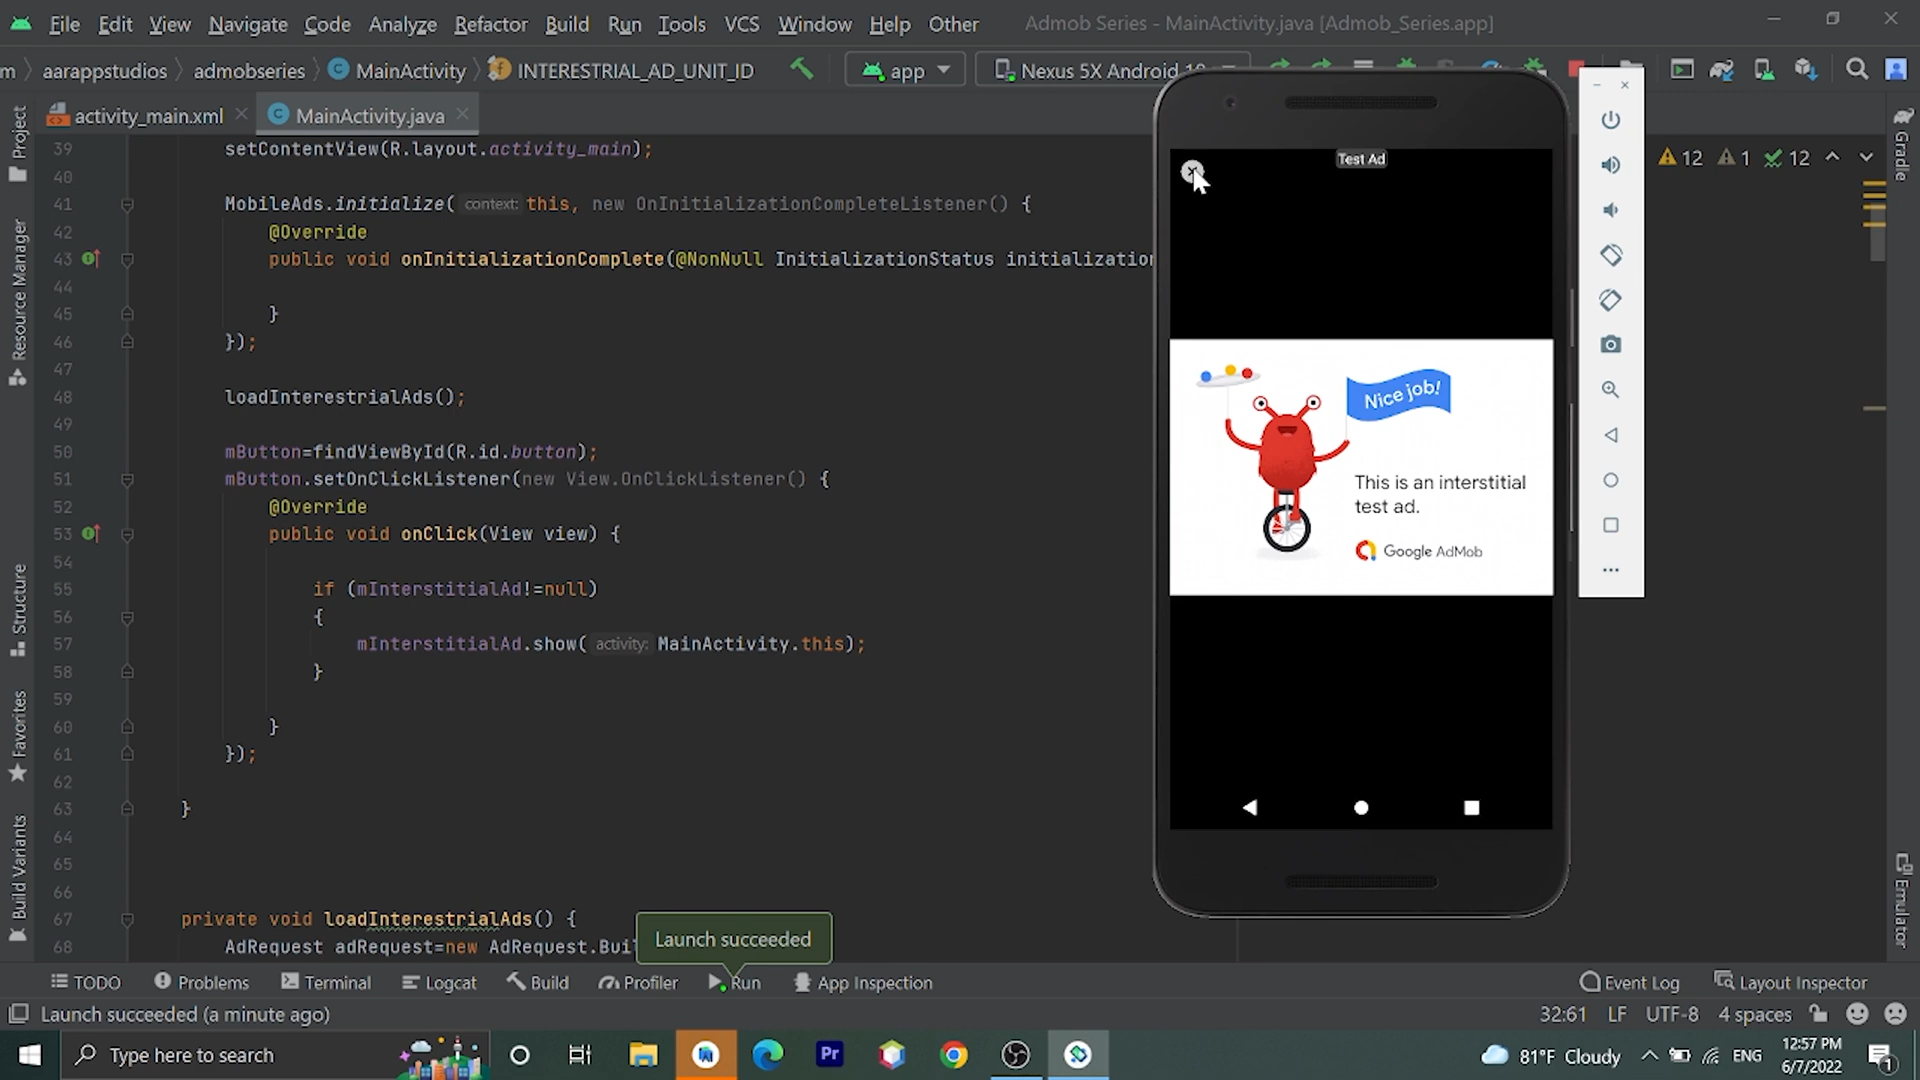 File Edit View Navigate Code Analyze Refactor Build Run Tools VCS Window Help Other Admob Series - MainActivity.java [Admob_Series.app]
m aarappstudios admobseries MainActivity INTERESTRIAL_AD_UNIT_ID app Nexus 5X Android 10
activity_main.xml MainActivity.java
12 1 12
39 setContentView(R.layout.activity_main);
40
41 MobileAds.initialize( context: this, new OnInitializationCompleteListener() {
42 @Override
43 public void onInitializationComplete(@NonNull InitializationStatus initialization
44
45 }
46 });
47
48 loadInterestrialAds();
49
50 mButton=findViewById(R.id.button);
51 mButton.setOnClickListener(new View.OnClickListener() {
52 @Override
53 public void onClick(View view) {
54
55 if (mInterstitialAd!=null)
56 {
57 mInterstitialAd.show( activity: MainActivity.this);
58 }
59
60 }
61 });
62
63 }
64
65
66
67 private void loadInterestrialAds() {
68 AdRequest adRequest=new AdRequest.Bui
Launch succeeded
Project
Resource Manager
Structure
Favorites
Build Variants
Test Ad
Nice job!
This is an interstitial
test ad.
Google AdMob
Gradle
Emulator
TODO Problems Terminal Logcat Build Profiler Run App Inspection Event Log Layout Inspector
Launch succeeded (a minute ago) 32:61 LF UTF-8 4 spaces
Type here to search Pr 81°F Cloudy ENG 12:57 PM
6/7/2022
1